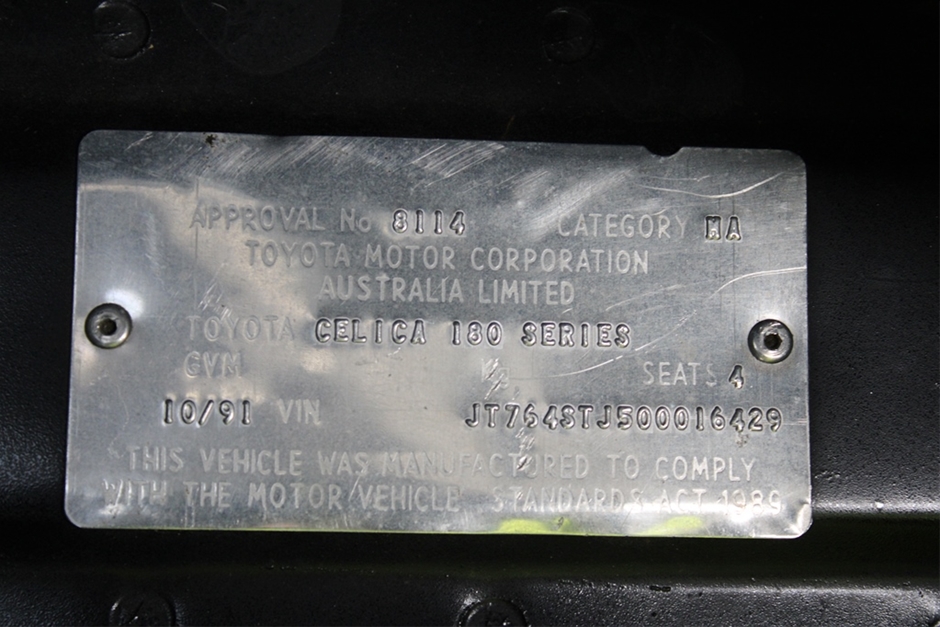 APPROVAL No 8114 CATEGORY MA
TOYOTA MOTOR CORPORATION
AUSTRALIA LIMITED
TOYOTA CELICA 180 SERIES
GVM SEATS 4
10/91 VIN JT764STJ500016429
THIS VEHICLE WAS MANUFACTURED TO COMPLY
WITH THE MOTOR VEHICLE STANDARDS ACT 1989